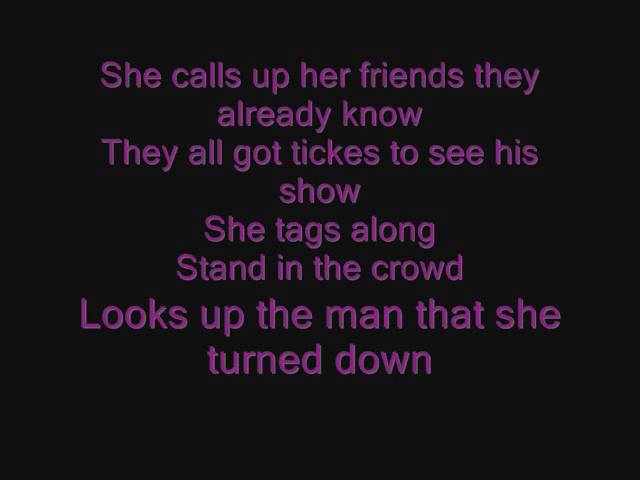 She calls up her friends they
already know
They all got tickes to see his
show
She tags along
Stand in the crowd
Looks up the man that she
turned down